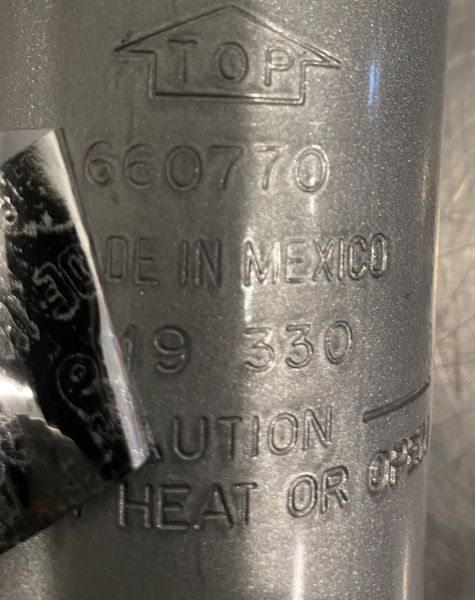 TOP
660770
DE IN MEXICO
19 330
AUTION
HEAT OR OPEN